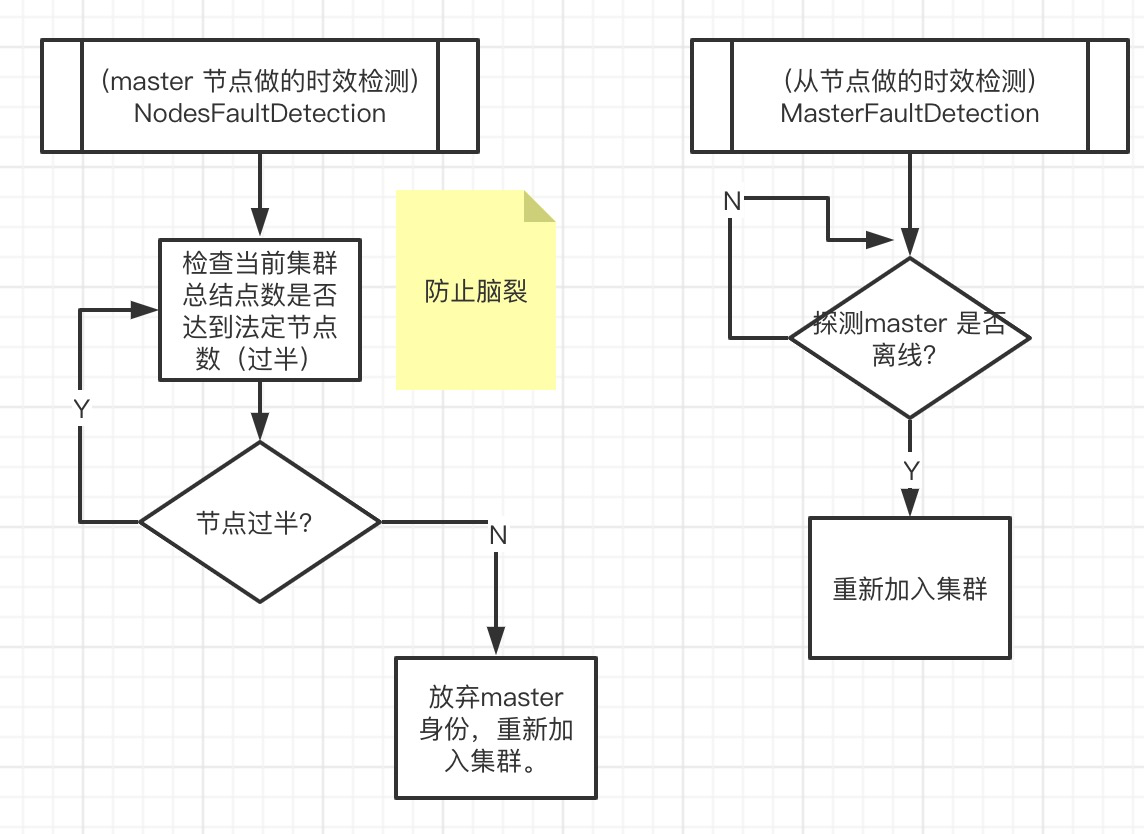 （master 节点做的时效检测）
NodesFaultDetection
检查当前集群
总结点数是否
达到法定节点
数（过半）
防止脑裂
Y
节点过半？
N
放弃master
身份，重新加
入集群。
（从节点做的时效检测）
MasterFaultDetection
N
探测master 是否
离线？
Y
重新加入集群